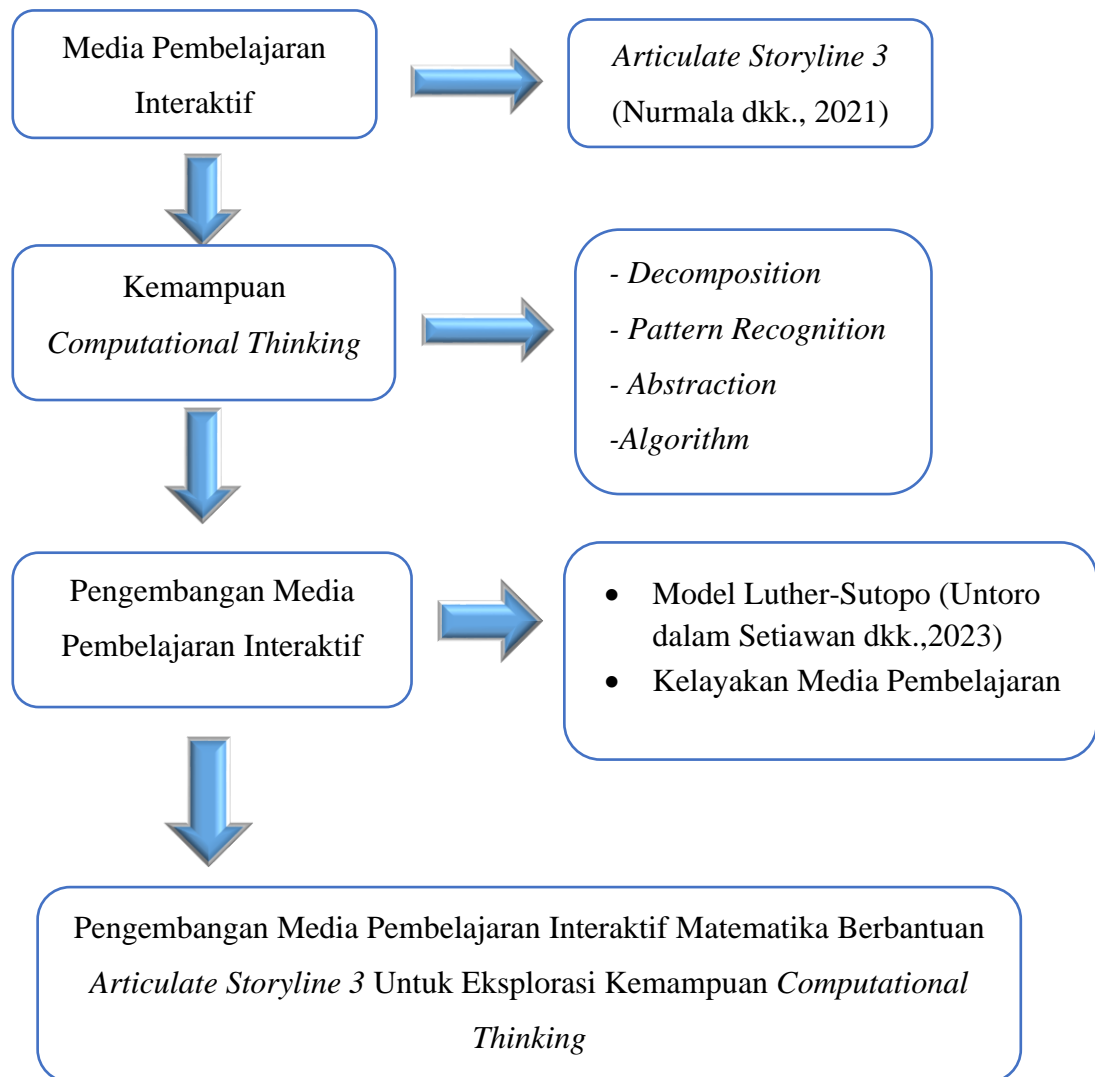 Media Pembelajaran
Interaktif
Articulate Storyline 3
(Nurmala dkk., 2021)
Kemampuan
Computational Thinking
- Decomposition
- Pattern Recognition
- Abstraction
-Algorithm
Pengembangan Media
Pembelajaran Interaktif
• Model Luther-Sutopo (Untoro
dalam Setiawan dkk.,2023)
• Kelayakan Media Pembelajaran
Pengembangan Media Pembelajaran Interaktif Matematika Berbantuan
Articulate Storyline 3 Untuk Eksplorasi Kemampuan Computational
Thinking